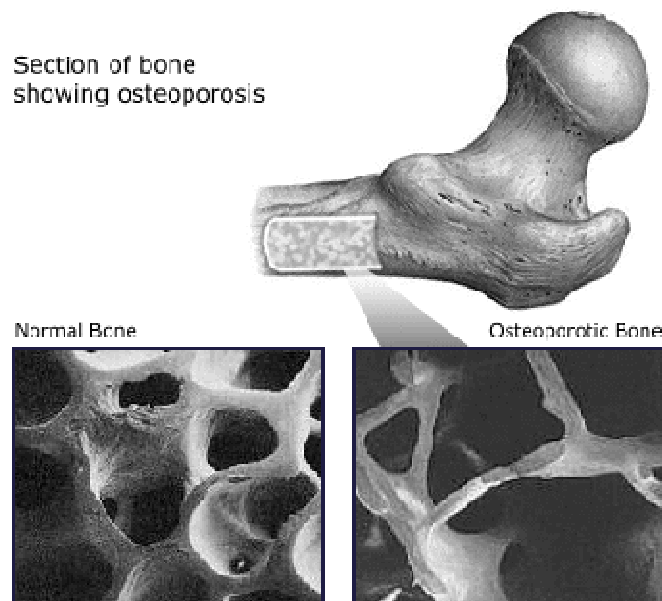 Section of bone
showing osteoporosis
Normal Bone
Osteoporotic Bone